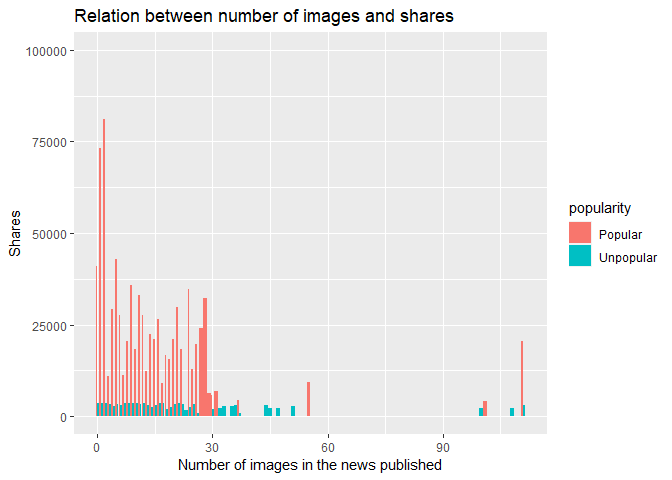 Relation between number of images and shares
100000
75000
50000
25000
0
Shares
0 30 60 90
Number of images in the news published
popularity
Popular
Unpopular